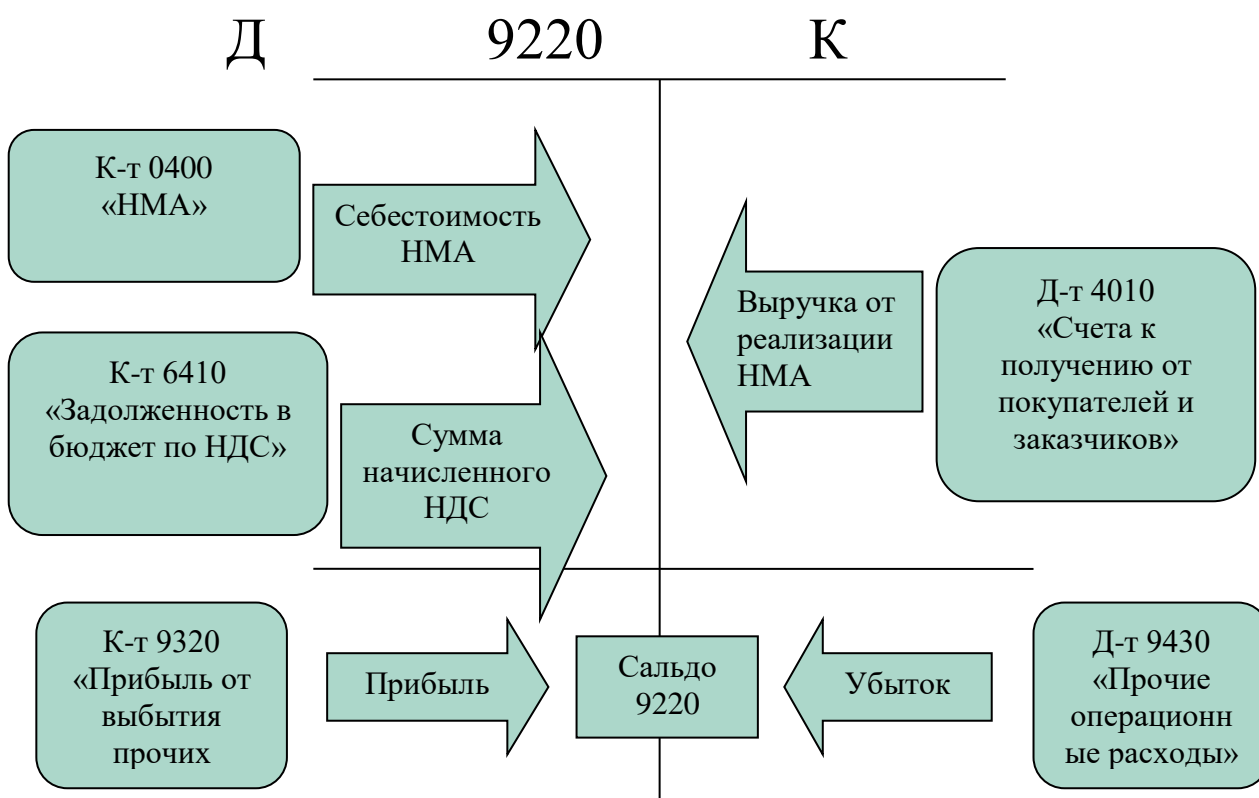 Д 9220 К
К-т 0400
«НМА»
Себестоимость
НМА
К-т 6410
«Задолженность в
бюджет по НДС»
Сумма
начисленного
НДС
Выручка от
реализации
НМА
Д-т 4010
«Счета к
получению от
покупателей и
заказчиков»
К-т 9320
«Прибыль от
выбытия
прочих
Прибыль
Сальдо
9220
Убыток
Д-т 9430
«Прочие
операционн
ые расходы»